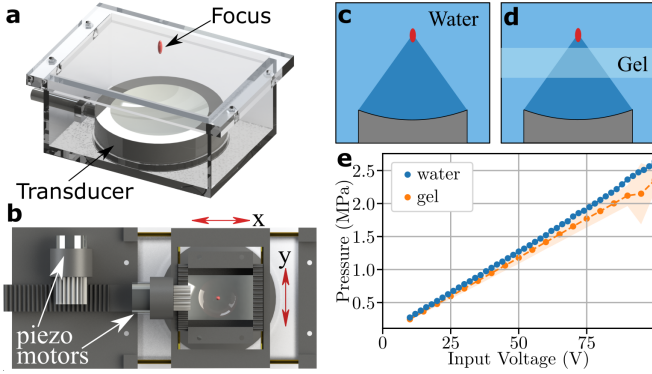 a
Focus
Transducer
b
x
y
piezo
motors
c
Water
d
Gel
e
water
gel
Pressure (MPa)
2.5
2.0
1.5
1.0
0.5
0
25
50
75
Input Voltage (V)